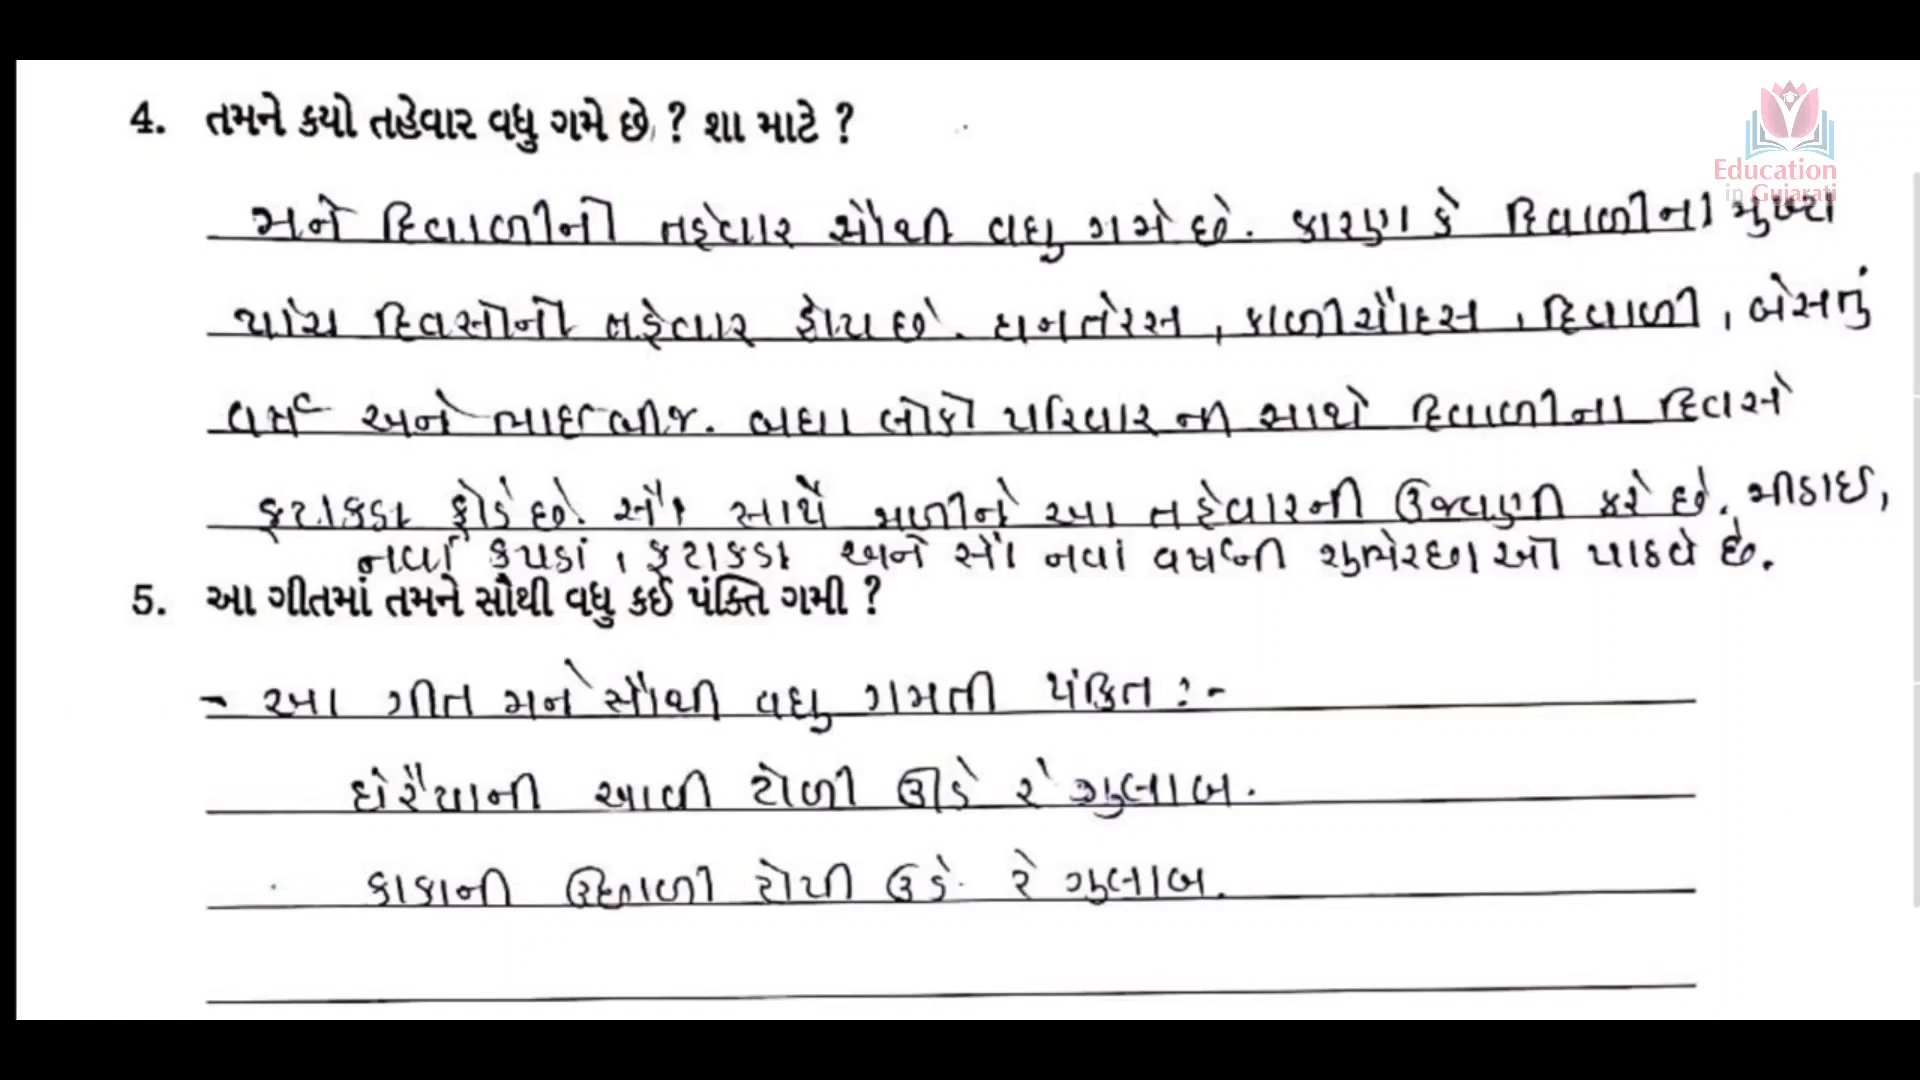 4. તમને કયો તહેવાર વધુ ગમે છે ? શા માટે ?
Education
in Gujarati
મને દિવાળીનો તહેવાર સૌથી વધુ ગમે છે. કારણ કે દિવાળીના મુખ્ય
પાંચ દિવસોનો તહેવાર હોય છે. ધનતેરસ, કાળીચૌદસ, દિવાળી, બેસતું
વર્ષ અને ભાઈબીજ. બધા લોકો પરિવાર ની સાથે દિવાળીના દિવસે
ફટાકડા ફોડે છે. સૌ સાથે મળીને આ તહેવારની ઉજવણી કરે છે. મીઠાઈ,
નવાં કપડાં, ફટાકડા અને સૌ નવાં વર્ષની શુભેચ્છાઓ પાઠવે છે.
5. આ ગીતમાં તમને સૌથી વધુ કઈ પંક્તિ ગમી ?
- આ ગીત મને સૌથી વધુ ગમતી પંક્તિ :-
ઘેરૈયાની આવી ટોળી ઊડે રે ગુલાબ.
કાકાની ઉછાળી ટોપી ઉડે રે ગુલાબ.